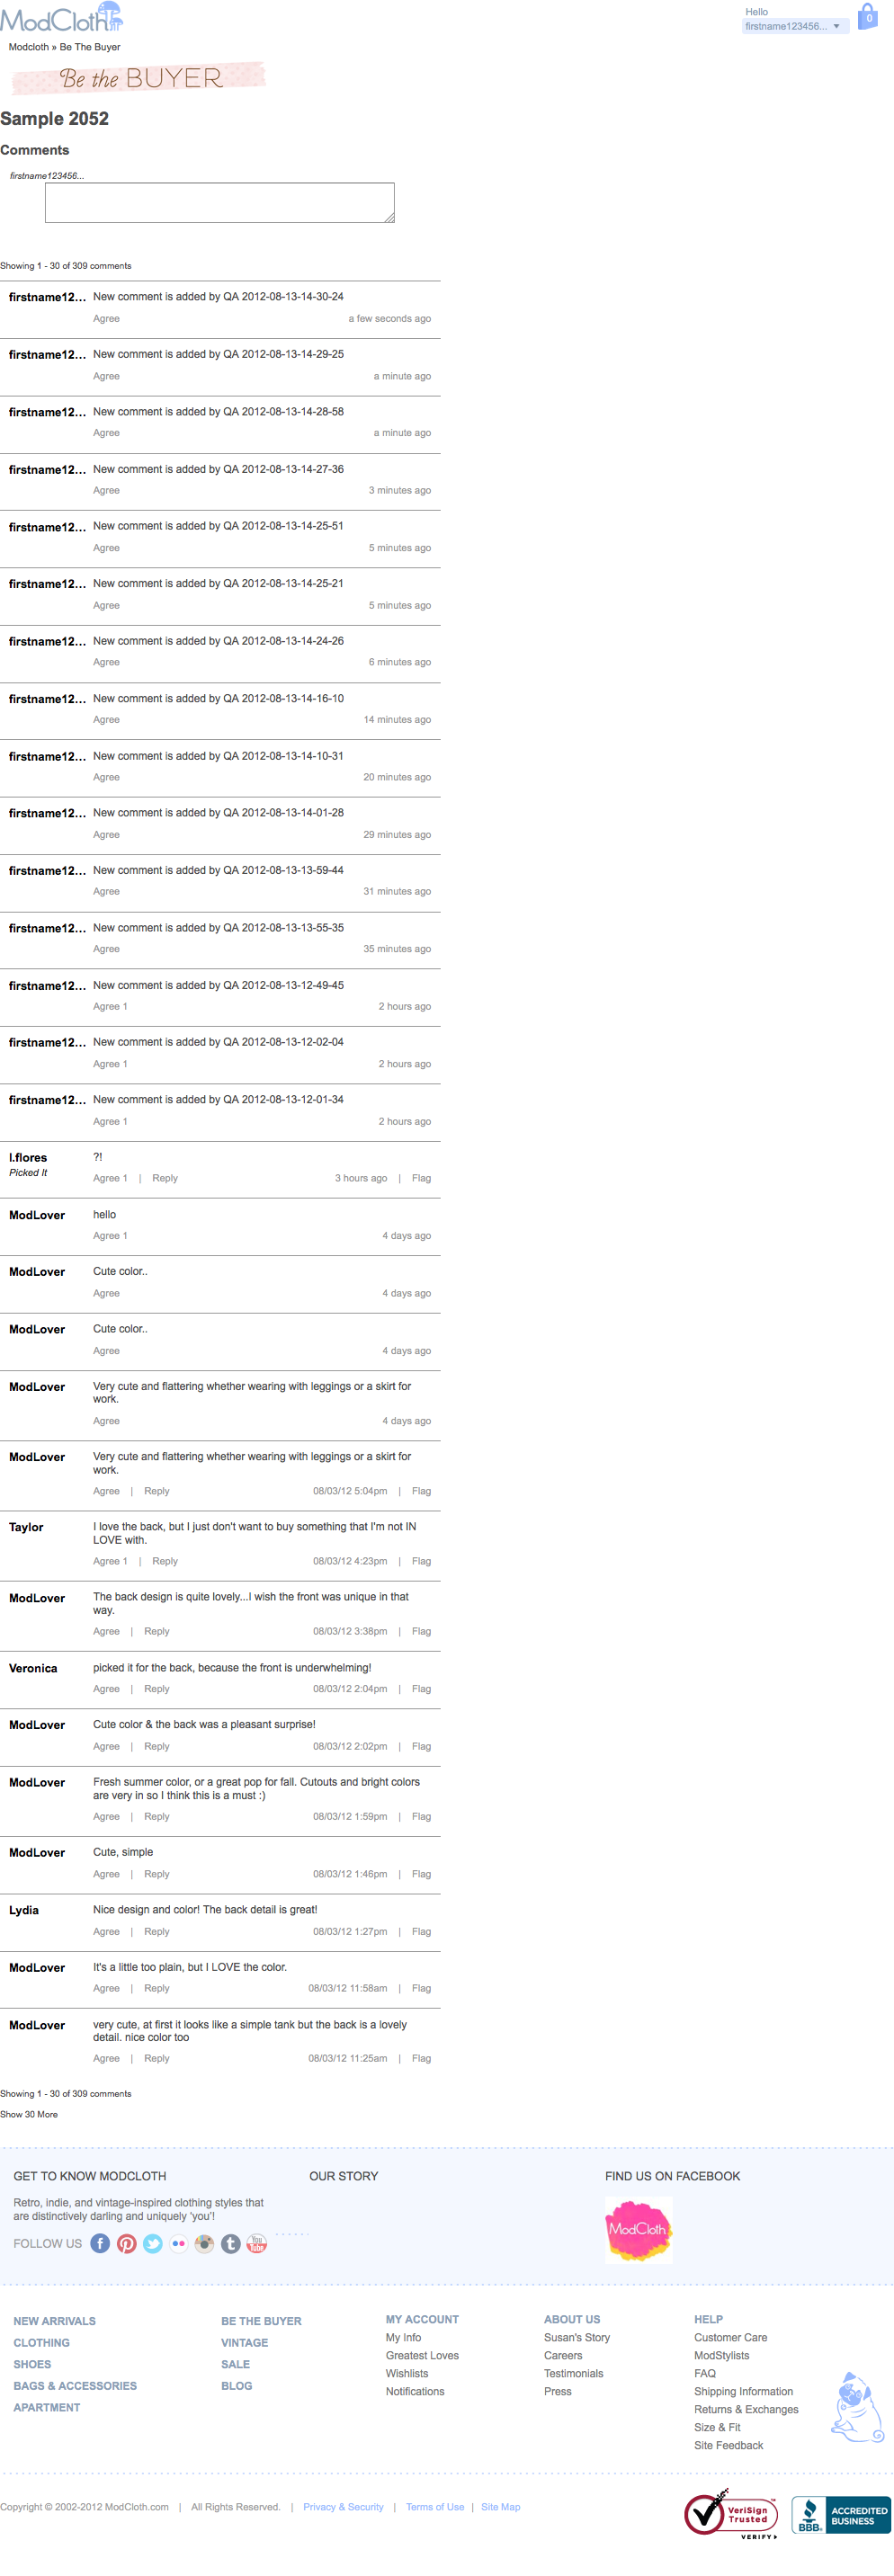 ModCloth
Hello
firstname123456... ▼
0
Modcloth » Be The Buyer
Be the BUYER
Sample 2052
Comments
firstname123456...
Showing 1 - 30 of 309 comments
firstname12... New comment is added by QA 2012-08-13-14-30-24
Agree a few seconds ago
firstname12... New comment is added by QA 2012-08-13-14-29-25
Agree a minute ago
firstname12... New comment is added by QA 2012-08-13-14-28-58
Agree a minute ago
firstname12... New comment is added by QA 2012-08-13-14-27-36
Agree 3 minutes ago
firstname12... New comment is added by QA 2012-08-13-14-25-51
Agree 5 minutes ago
firstname12... New comment is added by QA 2012-08-13-14-25-21
Agree 5 minutes ago
firstname12... New comment is added by QA 2012-08-13-14-24-26
Agree 6 minutes ago
firstname12... New comment is added by QA 2012-08-13-14-16-10
Agree 14 minutes ago
firstname12... New comment is added by QA 2012-08-13-14-10-31
Agree 20 minutes ago
firstname12... New comment is added by QA 2012-08-13-14-01-28
Agree 29 minutes ago
firstname12... New comment is added by QA 2012-08-13-13-59-44
Agree 31 minutes ago
firstname12... New comment is added by QA 2012-08-13-13-55-35
Agree 35 minutes ago
firstname12... New comment is added by QA 2012-08-13-12-49-45
Agree 1 2 hours ago
firstname12... New comment is added by QA 2012-08-13-12-02-04
Agree 1 2 hours ago
firstname12... New comment is added by QA 2012-08-13-12-01-34
Agree 1 2 hours ago
l.flores ?!
Picked It
Agree 1 | Reply 3 hours ago | Flag
ModLover hello
Agree 1 4 days ago
ModLover Cute color..
Agree 4 days ago
ModLover Cute color..
Agree 4 days ago
ModLover Very cute and flattering whether wearing with leggings or a skirt for
work.
Agree 4 days ago
ModLover Very cute and flattering whether wearing with leggings or a skirt for
work.
Agree | Reply 08/03/12 5:04pm | Flag
Taylor I love the back, but I just don't want to buy something that I'm not IN
LOVE with.
Agree 1 | Reply 08/03/12 4:23pm | Flag
ModLover The back design is quite lovely...I wish the front was unique in that
way.
Agree | Reply 08/03/12 3:38pm | Flag
Veronica picked it for the back, because the front is underwhelming!
Agree | Reply 08/03/12 2:04pm | Flag
ModLover Cute color & the back was a pleasant surprise!
Agree | Reply 08/03/12 2:02pm | Flag
ModLover Fresh summer color, or a great pop for fall. Cutouts and bright colors
are very in so I think this is a must :)
Agree | Reply 08/03/12 1:59pm | Flag
ModLover Cute, simple
Agree | Reply 08/03/12 1:46pm | Flag
Lydia Nice design and color! The back detail is great!
Agree | Reply 08/03/12 1:27pm | Flag
ModLover It's a little too plain, but I LOVE the color.
Agree | Reply 08/03/12 11:58am | Flag
ModLover very cute, at first it looks like a simple tank but the back is a lovely
detail. nice color too
Agree | Reply 08/03/12 11:25am | Flag
Showing 1 - 30 of 309 comments
Show 30 More
GET TO KNOW MODCLOTH
Retro, indie, and vintage-inspired clothing styles that
are distinctively darling and uniquely 'you'!
FOLLOW US
You
Tube
OUR STORY
FIND US ON FACEBOOK
ModCloth
NEW ARRIVALS
CLOTHING
SHOES
BAGS & ACCESSORIES
APARTMENT
BE THE BUYER
VINTAGE
SALE
BLOG
MY ACCOUNT
My Info
Greatest Loves
Wishlists
Notifications
ABOUT US
Susan's Story
Careers
Testimonials
Press
HELP
Customer Care
ModStylists
FAQ
Shipping Information
Returns & Exchanges
Size & Fit
Site Feedback
Copyright © 2002-2012 ModCloth.com | All Rights Reserved. | Privacy & Security | Terms of Use | Site Map
VeriSign
Trusted
VERIFY
BBB
ACCREDITED
BUSINESS